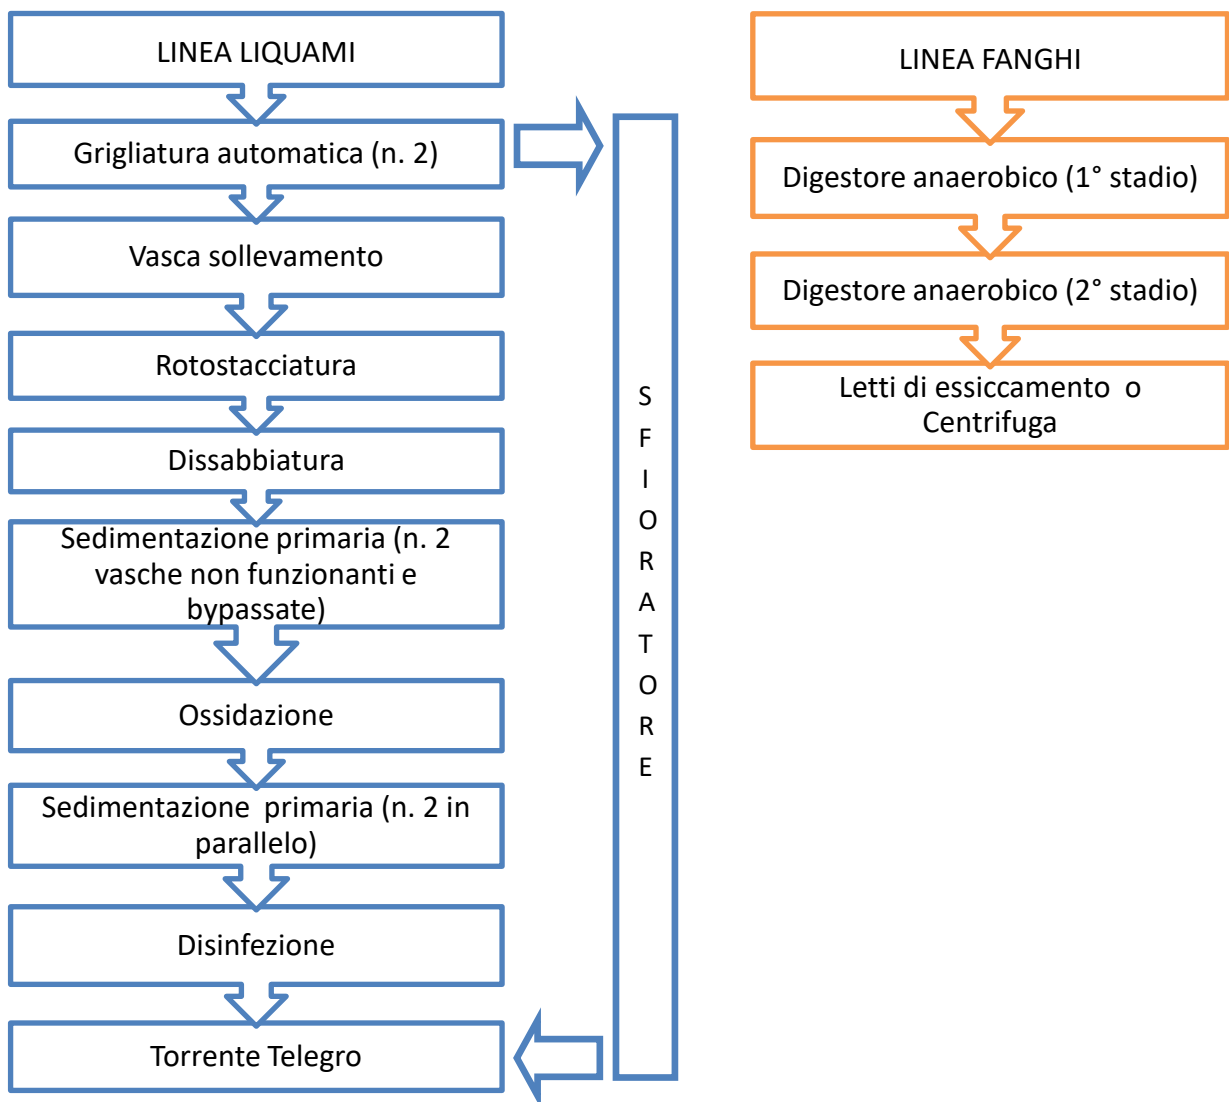 LINEA LIQUAMI
Grigliatura automatica (n. 2)
Vasca sollevamento
Rotostacciatura
Dissabbiatura
Sedimentazione primaria (n. 2
vasche non funzionanti e
bypassate)
Ossidazione
Sedimentazione primaria (n. 2 in
parallelo)
Disinfezione
Torrente Telegro
S
F
I
O
R
A
T
O
R
E
LINEA FANGHI
Digestore anaerobico (1° stadio)
Digestore anaerobico (2° stadio)
Letti di essiccamento o
Centrifuga